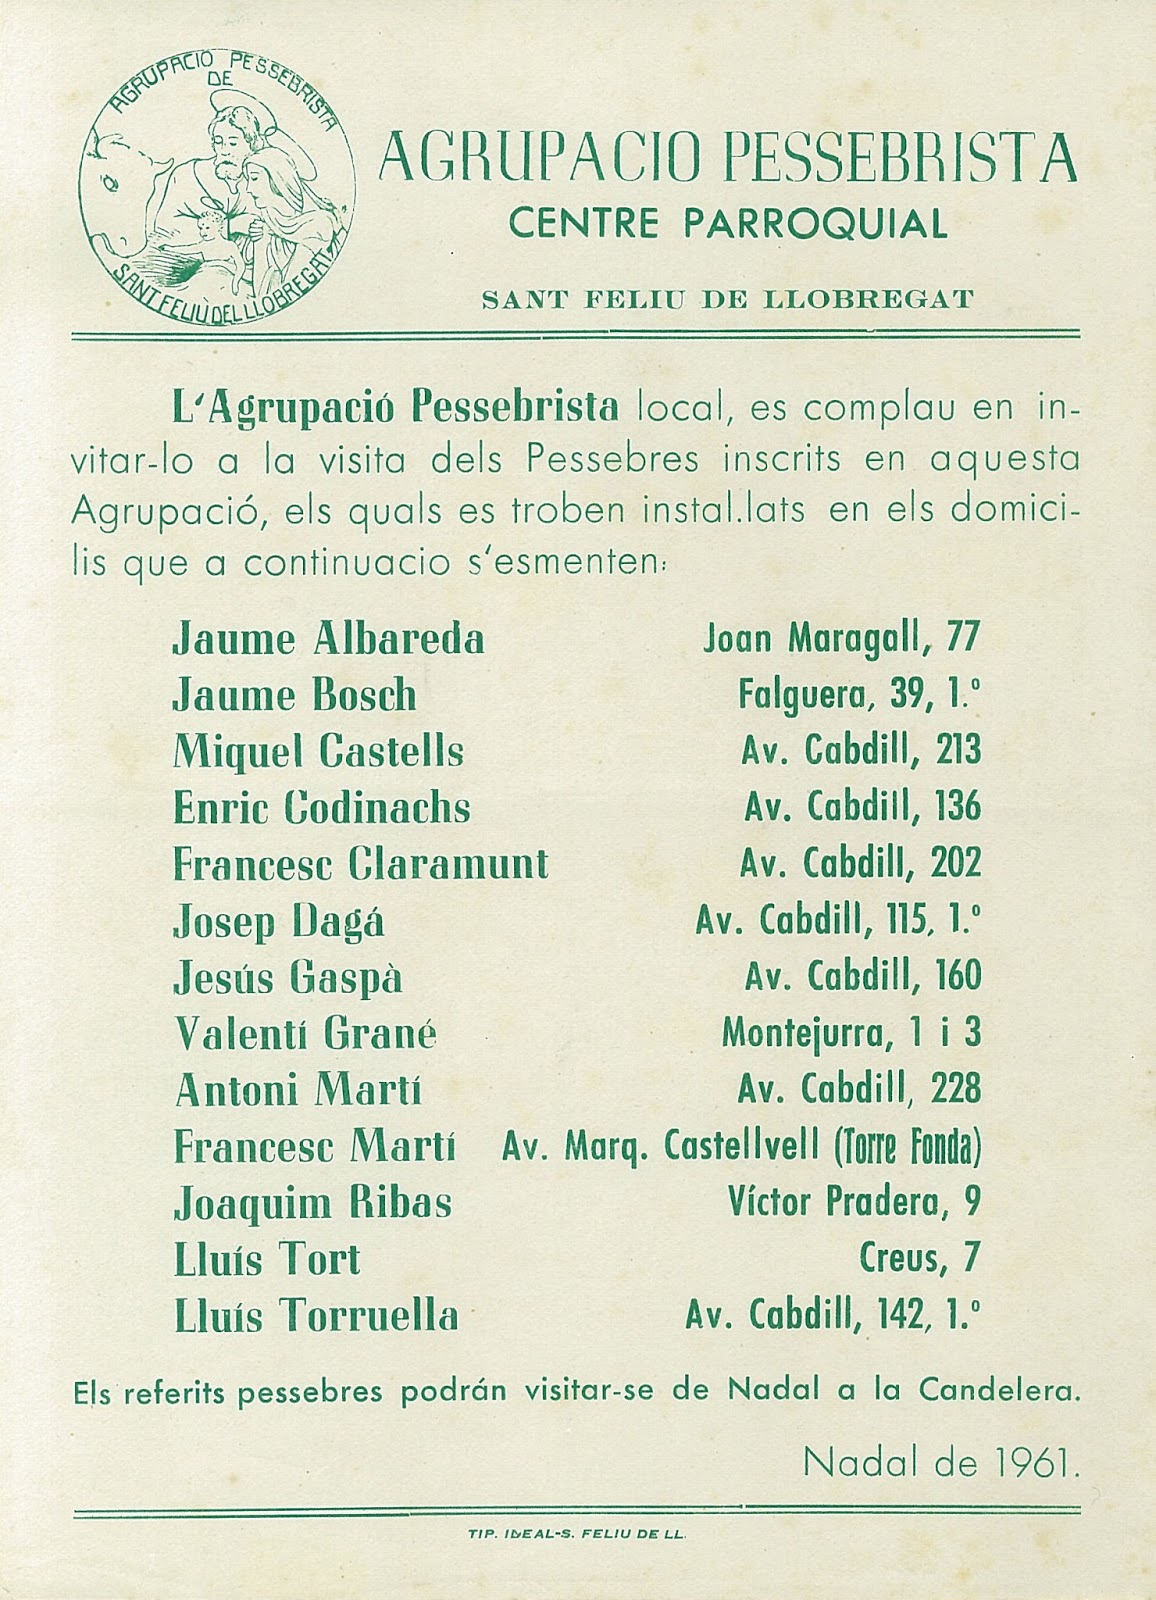 AGRUPACIO PESSEBRISTA
DE
SANT FELIÙ DEL LLOBREGAT
AGRUPACIO PESSEBRISTA
CENTRE PARROQUIAL
SANT FELIU DE LLOBREGAT
L'Agrupació Pessebrista local, es complau en in-
vitar-lo a la visita dels Pessebres inscrits en aquesta
Agrupació, els quals es troben instal.lats en els domici-
lis que a continuacio s'esmenten:
Jaume Albareda Joan Maragall, 77
Jaume Bosch Falguera, 39, 1.º
Miquel Castells Av. Cabdill, 213
Enric Codinachs Av. Cabdill, 136
Francesc Claramunt Av. Cabdill, 202
Josep Dagá Av. Cabdill, 115, 1.º
Jesús Gaspà Av. Cabdill, 160
Valentí Grané Montejurra, 1 i 3
Antoni Martí Av. Cabdill, 228
Francesc Martí Av. Marq. Castellvell (Torre Fonda)
Joaquim Ribas Víctor Pradera, 9
Lluís Tort Creus, 7
Lluís Torruella Av. Cabdill, 142, 1.º
Els referits pessebres podrán visitar-se de Nadal a la Candelera.
Nadal de 1961.
TIP. IDEAL-S. FELIU DE LL.